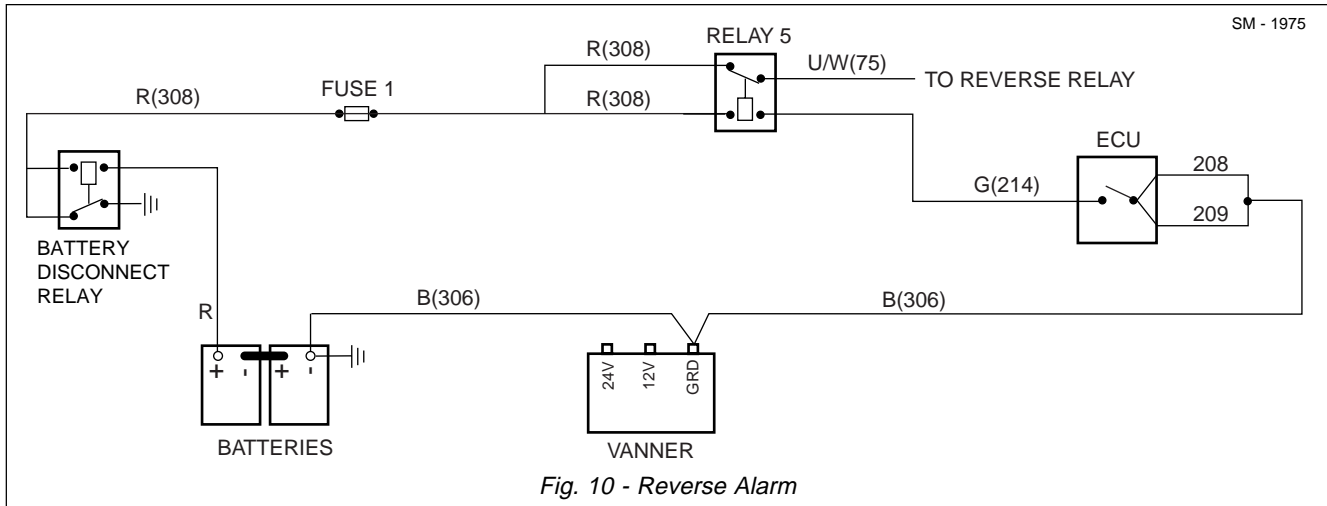 SM - 1975
RELAY 5
R(308)
U/W(75)
TO REVERSE RELAY
FUSE 1
R(308)
R(308)
ECU
208
G(214)
209
BATTERY
DISCONNECT
RELAY
R
B(306)
B(306)
+ - + -
24V
12V
GRD
BATTERIES
VANNER
Fig. 10 - Reverse Alarm